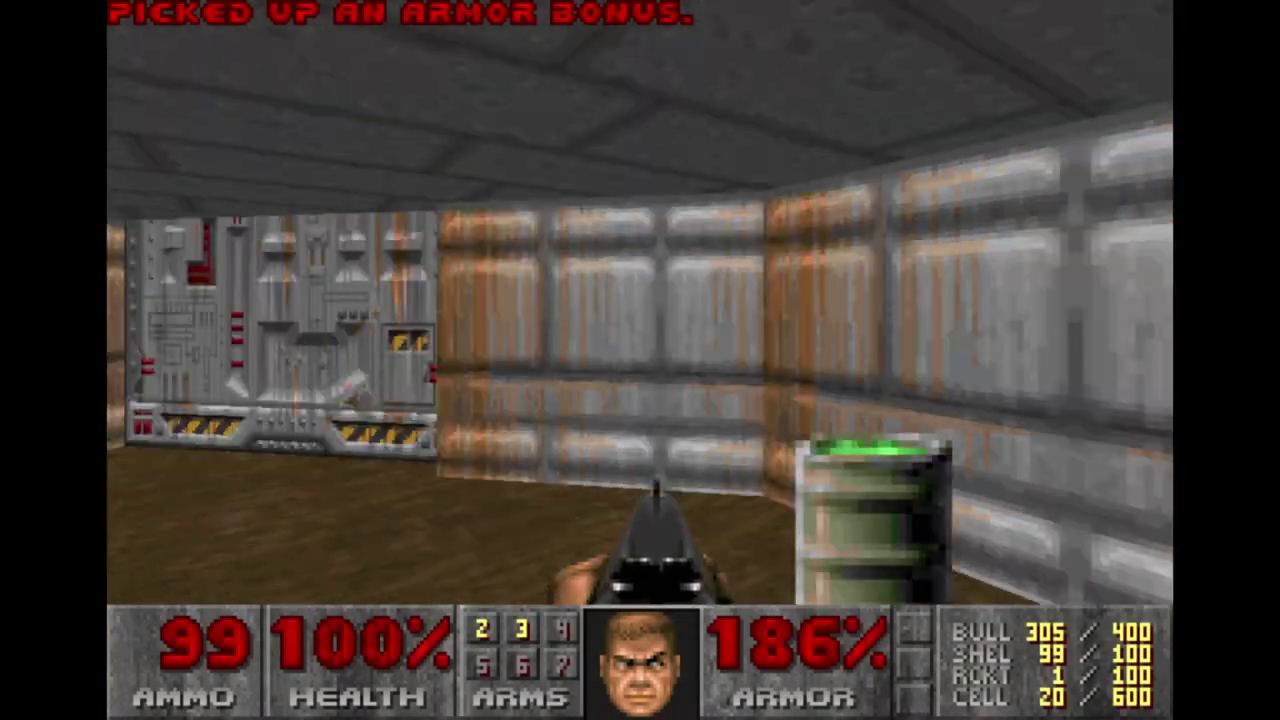 PICKED UP AN ARMOR BONUS.
99 100% 2 3 4 186% BULL 305 / 400
SHEL 99 / 100
5 6 7 RCKT 1 / 100
AMMO HEALTH ARMS ARMOR CELL 20 / 600